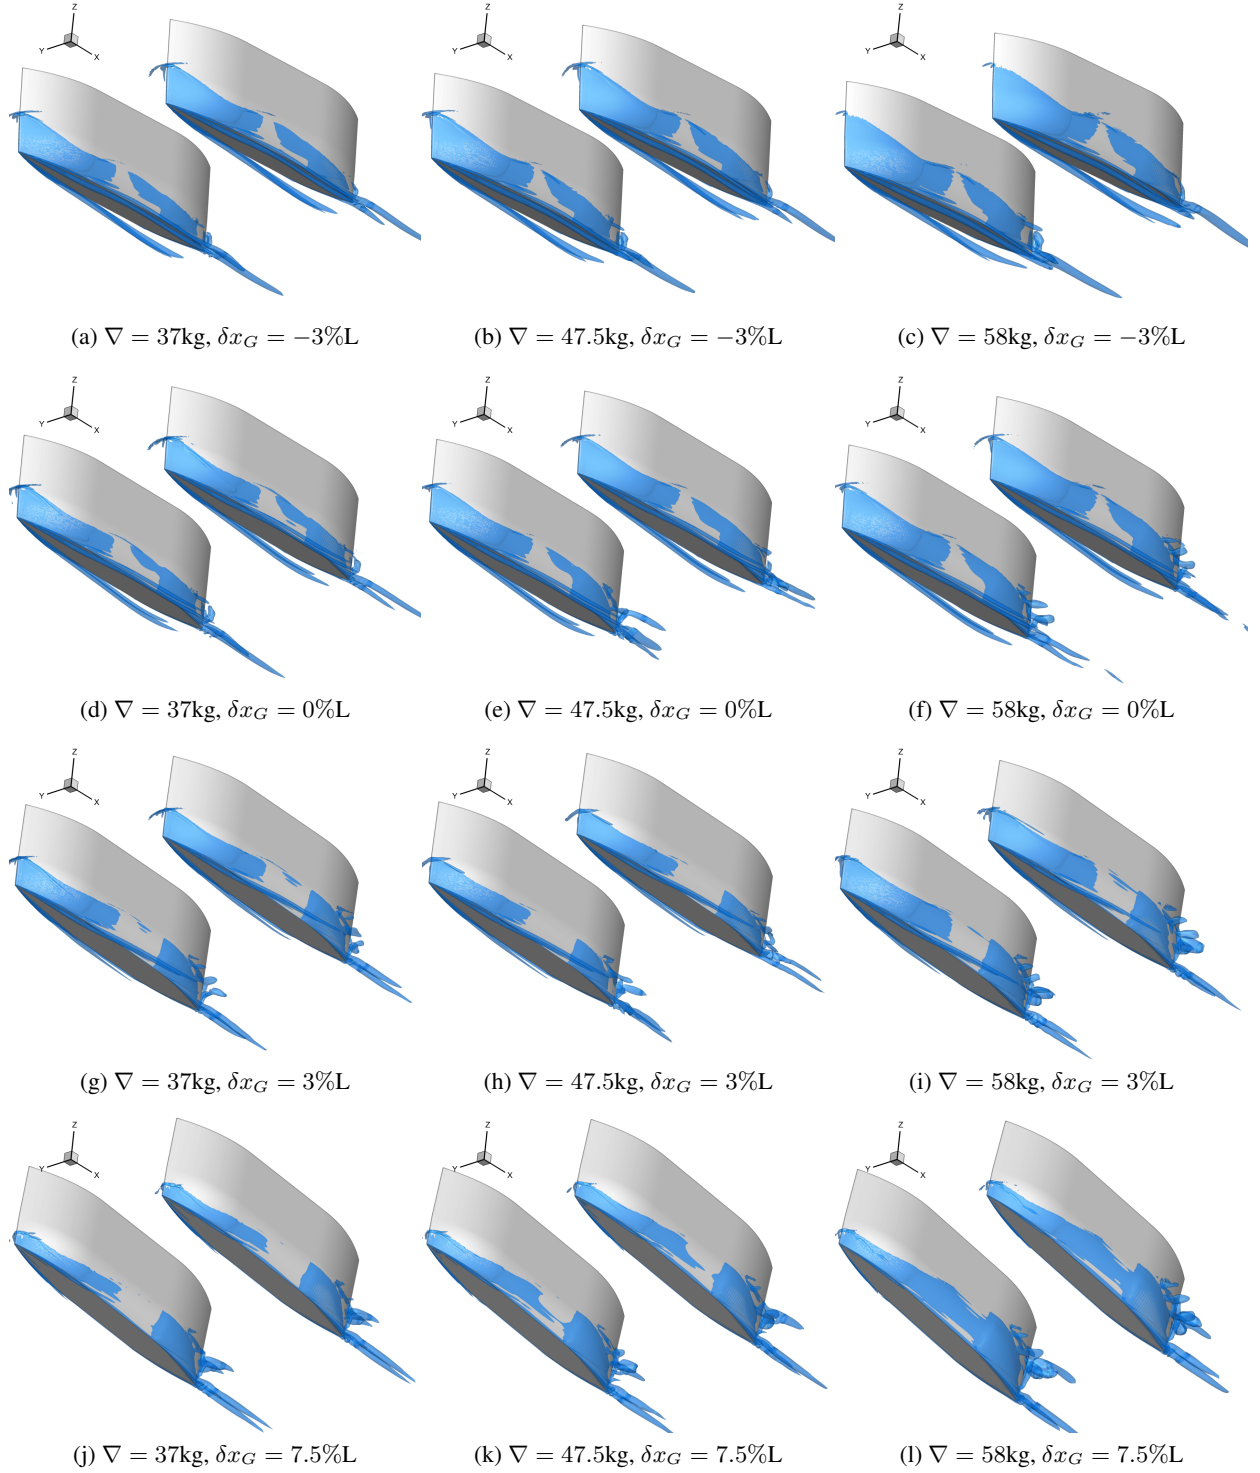 Z
Y X
Z
Y X
Z
Y X
(a) ∇ = 37kg, δx_G = −3%L
(b) ∇ = 47.5kg, δx_G = −3%L
(c) ∇ = 58kg, δx_G = −3%L
Z
Y X
Z
Y X
Z
Y X
(d) ∇ = 37kg, δx_G = 0%L
(e) ∇ = 47.5kg, δx_G = 0%L
(f) ∇ = 58kg, δx_G = 0%L
Z
Y X
Z
Y X
Z
Y X
(g) ∇ = 37kg, δx_G = 3%L
(h) ∇ = 47.5kg, δx_G = 3%L
(i) ∇ = 58kg, δx_G = 3%L
Z
Y X
Z
Y X
Z
Y X
(j) ∇ = 37kg, δx_G = 7.5%L
(k) ∇ = 47.5kg, δx_G = 7.5%L
(l) ∇ = 58kg, δx_G = 7.5%L